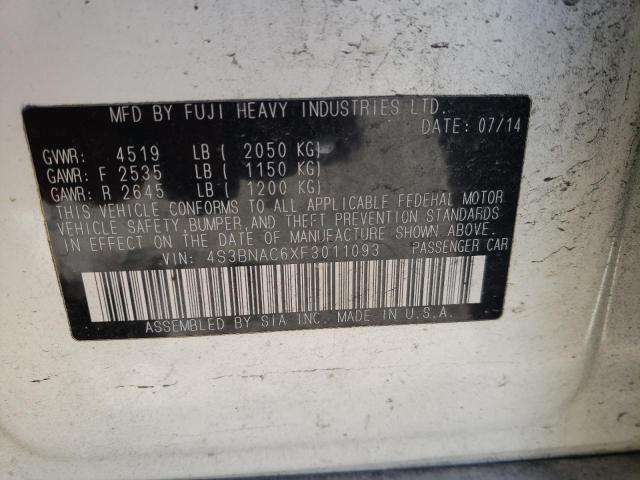 MFD BY FUJI HEAVY INDUSTRIES LTD.
DATE: 07/14
GVWR: 4519 LB ( 2050 KG)
GAWR: F 2535 LB ( 1150 KG)
GAWR: R 2645 LB ( 1200 KG)
THIS VEHICLE CONFORMS TO ALL APPLICABLE FEDERAL MOTOR
VEHICLE SAFETY, BUMPER, AND THEFT PREVENTION STANDARDS
IN EFFECT ON THE DATE OF MANUFACTURE SHOWN ABOVE.
VIN: 4S3BNAC6XF3011093 PASSENGER CAR
ASSEMBLED BY SIA INC. MADE IN U.S.A.